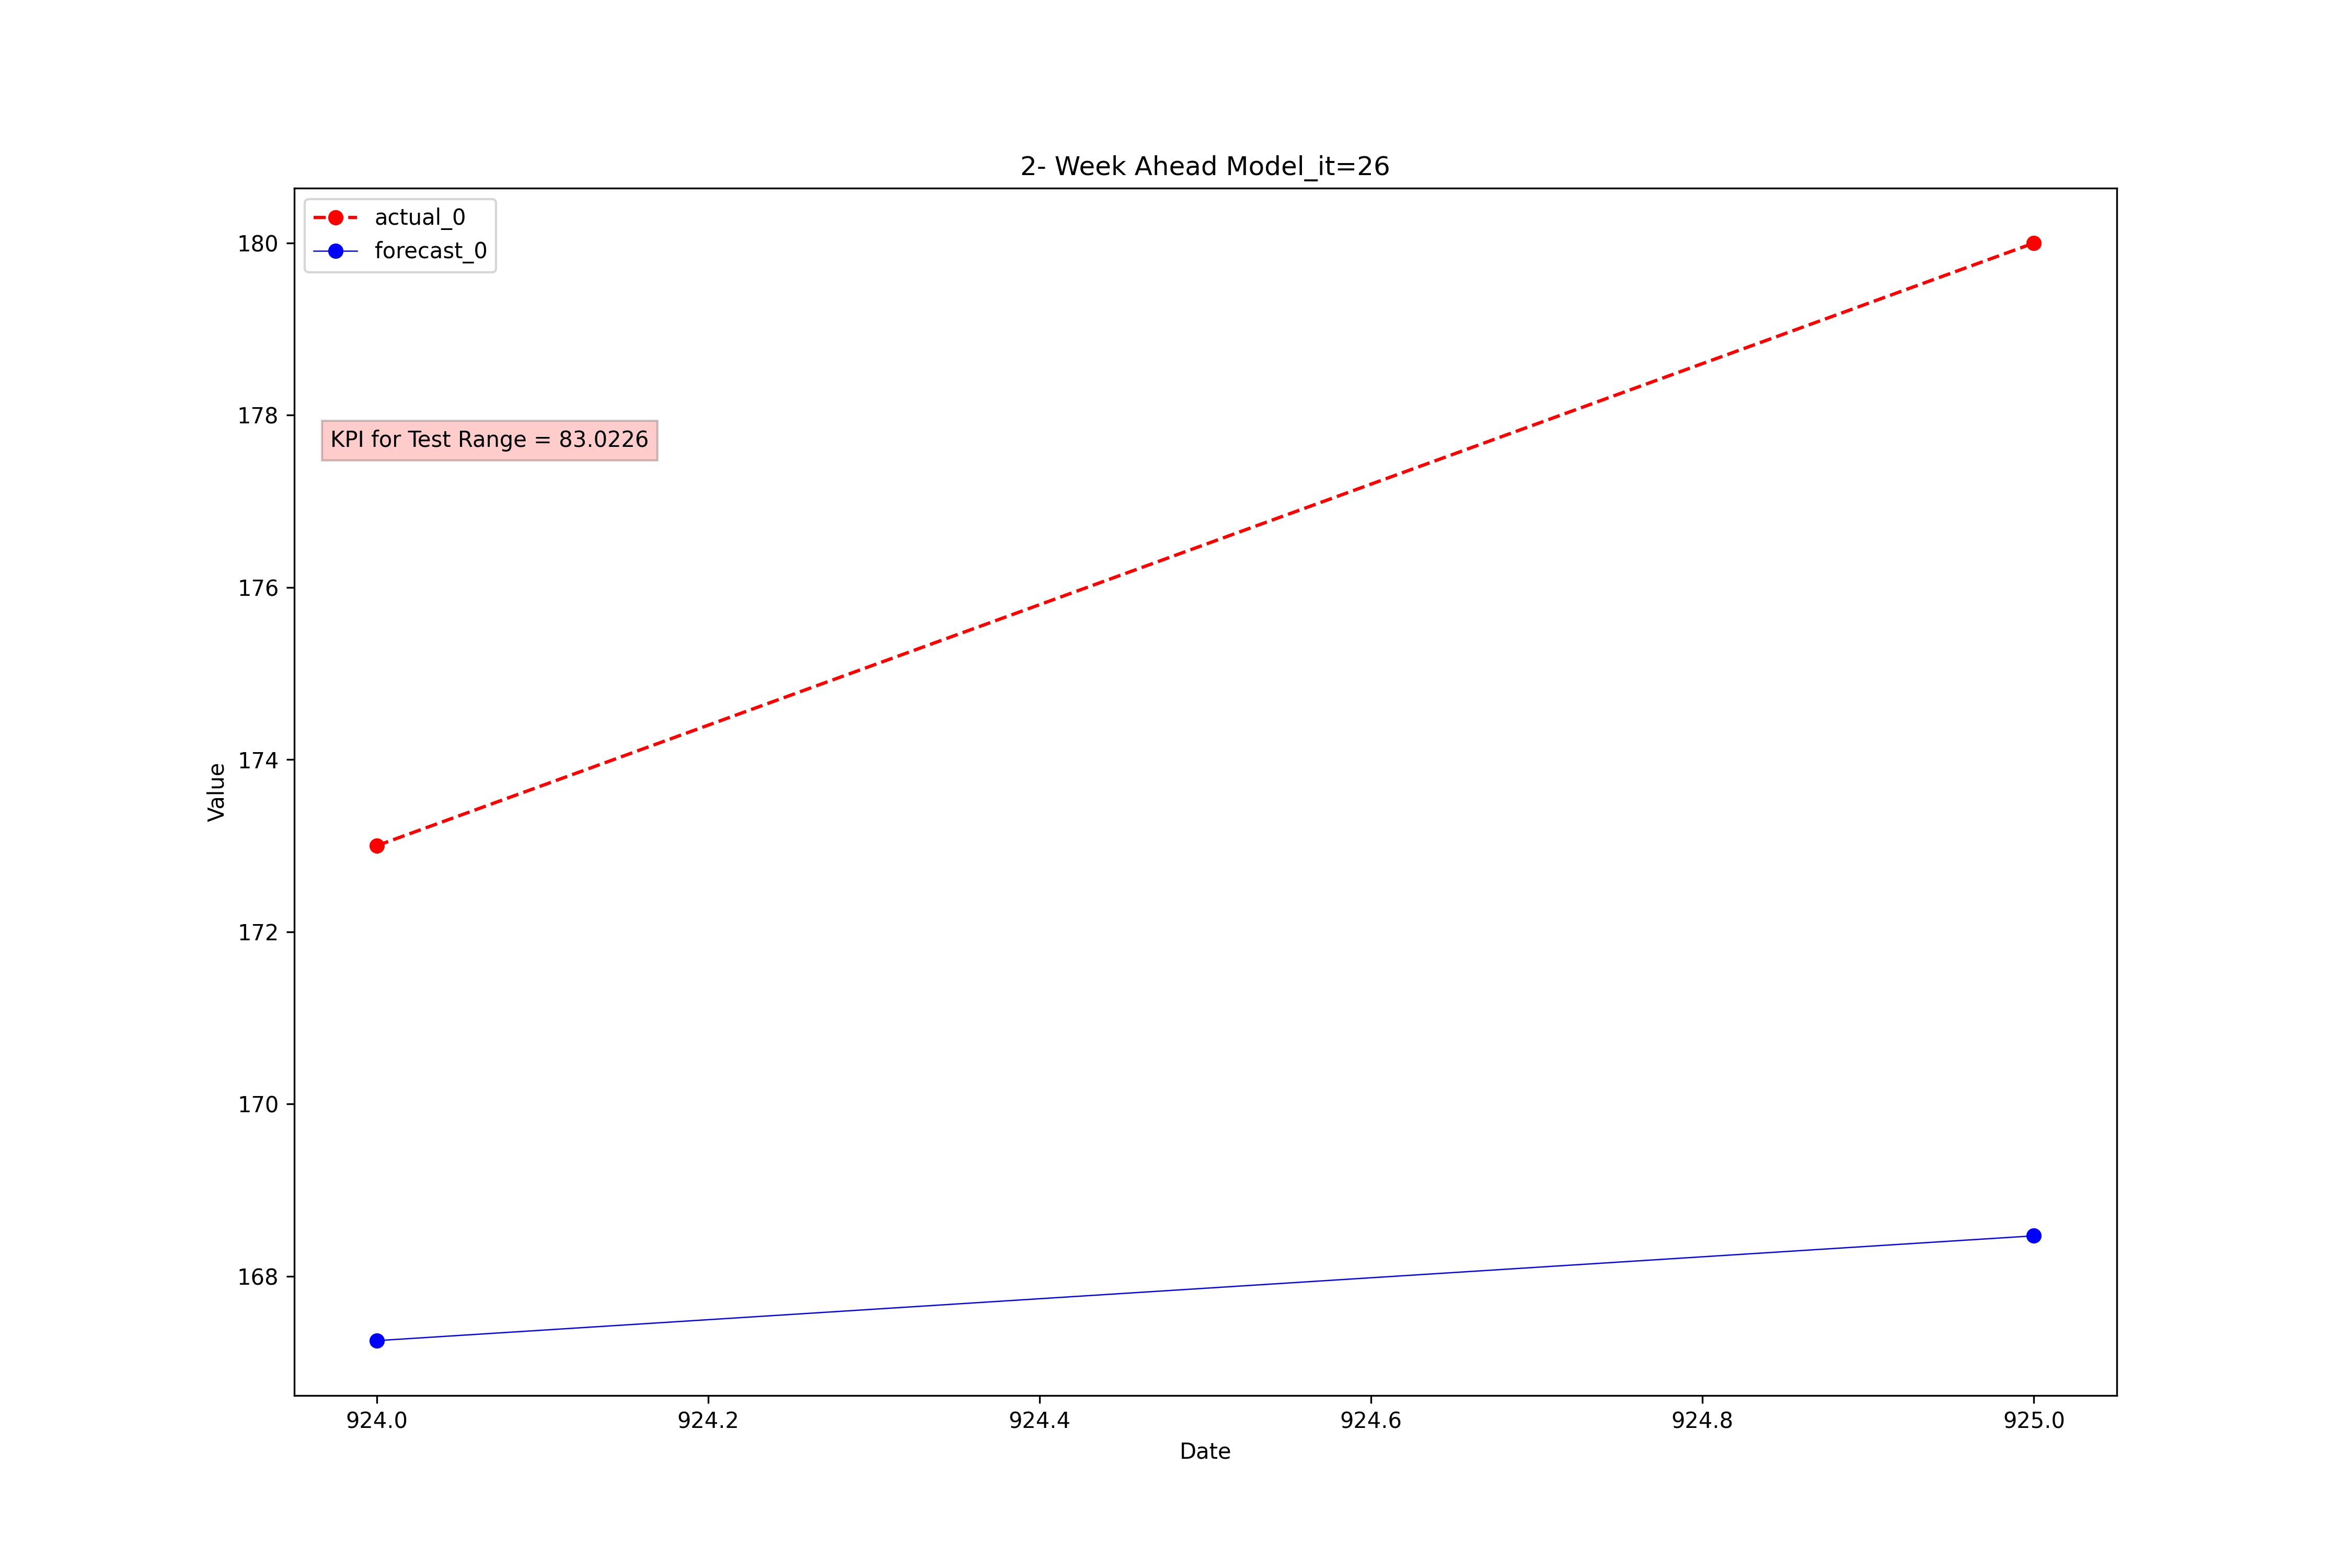 2- Week Ahead Model_it=26
actual_0
forecast_0
KPI for Test Range = 83.0226
180
178
176
174
172
170
168
Value
924.0 924.2 924.4 924.6 924.8 925.0
Date